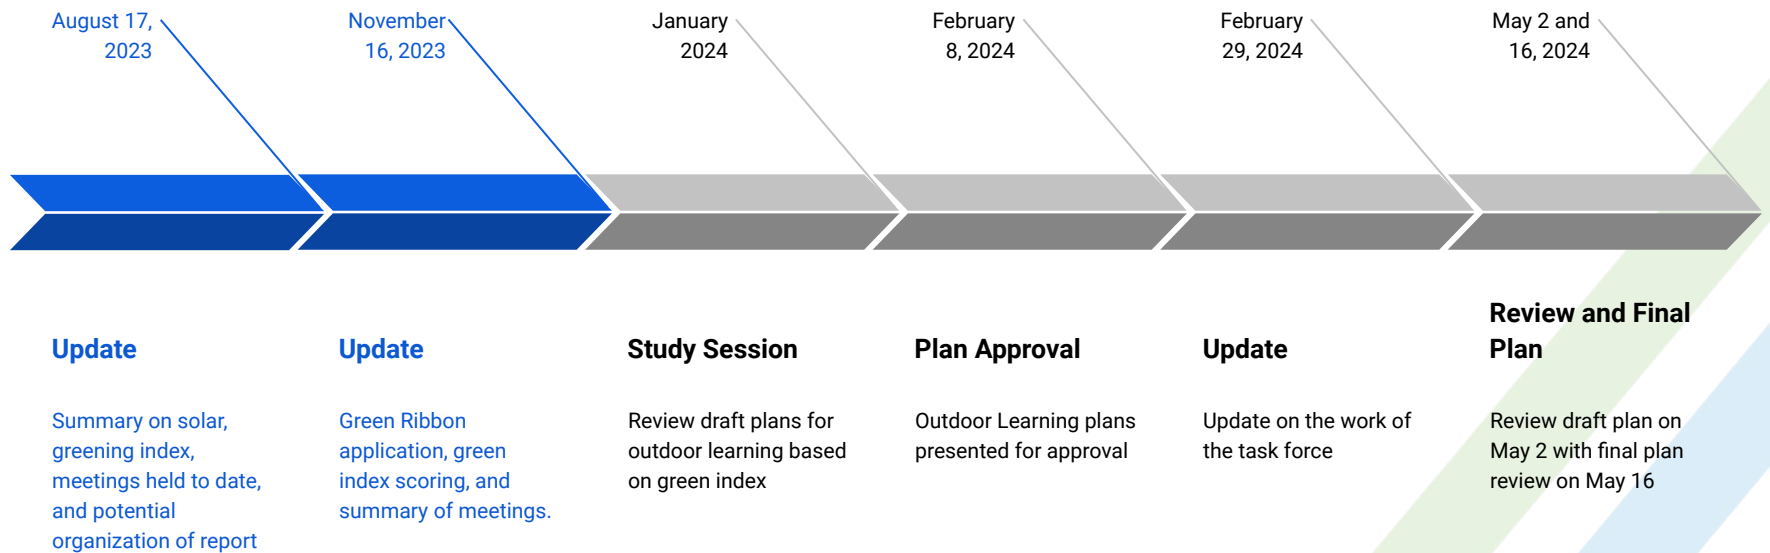 August 17,
2023
November
16, 2023
January
2024
February
8, 2024
February
29, 2024
May 2 and
16, 2024
Update
Summary on solar,
greening index,
meetings held to date,
and potential
organization of report
Update
Green Ribbon
application, green
index scoring, and
summary of meetings.
Study Session
Review draft plans for
outdoor learning based
on green index
Plan Approval
Outdoor Learning plans
presented for approval
Update
Update on the work of
the task force
Review and Final
Plan
Review draft plan on
May 2 with final plan
review on May 16